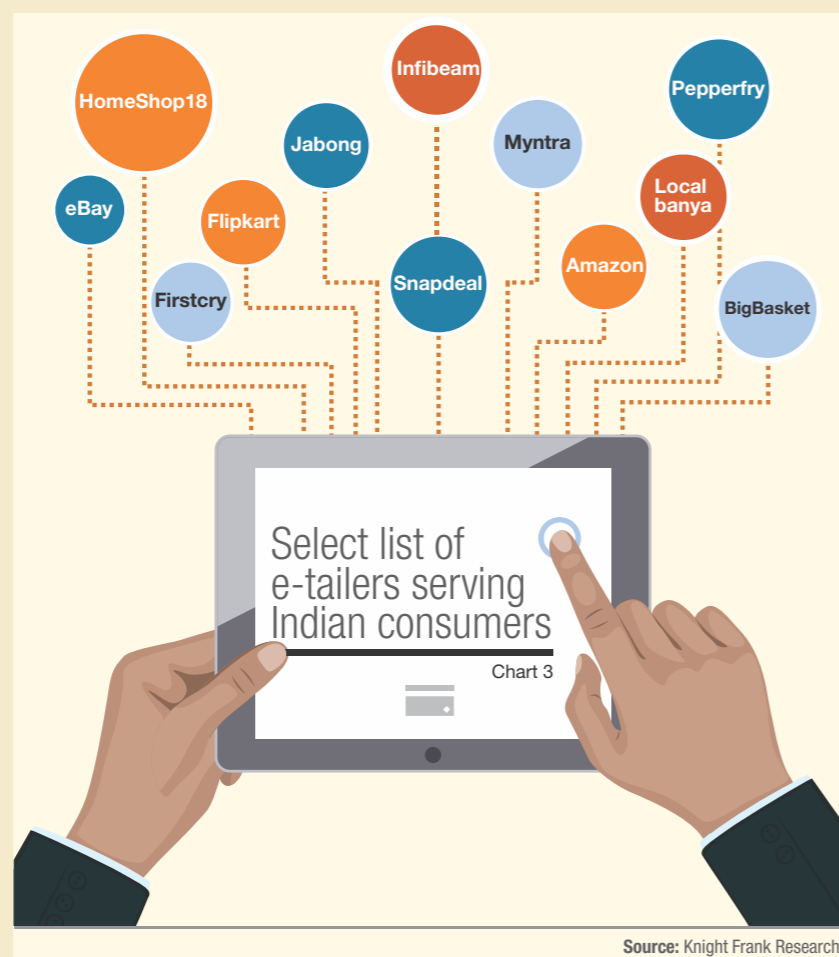 HomeShop18
Infibeam
Pepperfry
Jabong
Myntra
eBay
Flipkart
Local
banya
Firstcry
Snapdeal
Amazon
BigBasket
Select list of
e-tailers serving
Indian consumers
Chart 3
Source: Knight Frank Research